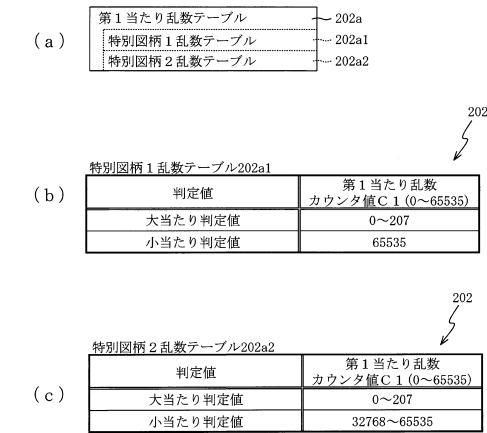 (a)
第1当たり乱数テーブル 202a
特別図柄1乱数テーブル 202a1
特別図柄2乱数テーブル 202a2
202
特別図柄1乱数テーブル202a1
(b)
判定値 第1当たり乱数
カウンタ値C1(0〜65535)
大当たり判定値 0〜207
小当たり判定値 65535
202
特別図柄2乱数テーブル202a2
(c)
判定値 第1当たり乱数
カウンタ値C1(0〜65535)
大当たり判定値 0〜207
小当たり判定値 32768〜65535